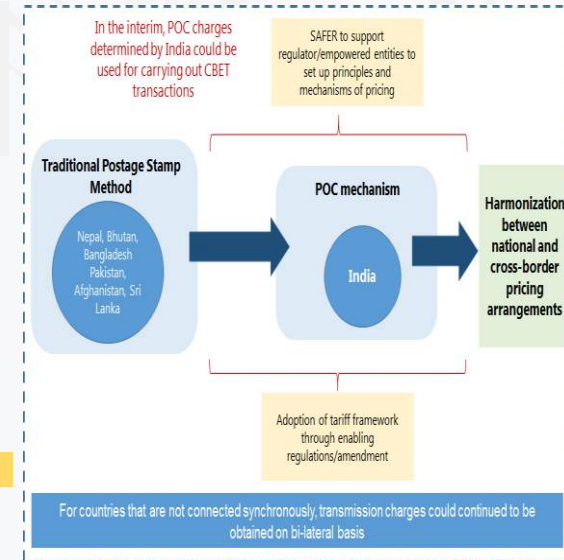 In the interim, POC charges
determined by India could be
used for carrying out CBET
transactions
SAFER to support
regulator/empowered entities to
set up principles and
mechanisms of pricing
Traditional Postage Stamp
Method
Nepal, Bhutan,
Bangladesh
Pakistan,
Afghanistan, Sri
Lanka
POC mechanism
India
Harmonization
between
national and
cross-border
pricing
arrangements
Adoption of tariff framework
through enabling
regulations/amendment
For countries that are not connected synchronously, transmission charges could continued to be
obtained on bi-lateral basis